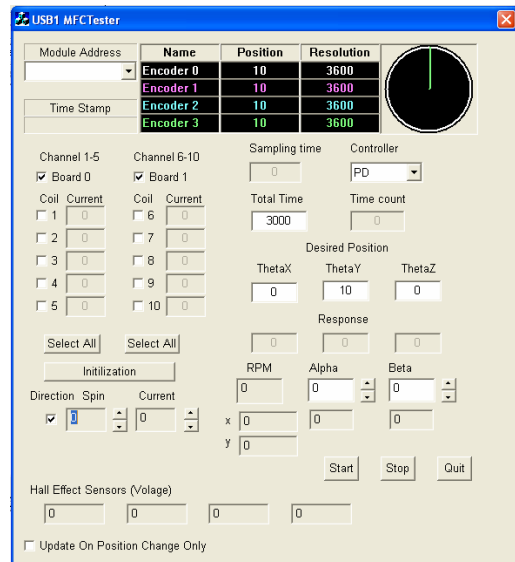 USB1 MFCTester
Module Address Name Position Resolution
Encoder 0 10 3600
Encoder 1 10 3600
Time Stamp Encoder 2 10 3600
Encoder 3 10 3600
Channel 1-5 Channel 6-10 Sampling time Controller
Board 0 Board 1 0 PD
Coil Current Coil Current Total Time Time count
1 0 6 0 3000 0
2 0 7 0
3 0 8 0 Desired Position
ThetaX ThetaY ThetaZ
4 0 9 0 0 10 0
5 0 10 0
Response
Select All Select All 0 0 0
Initilization RPM Alpha Beta
0 0 0
Direction Spin Current
0 0 x 0 0 0
y 0
Start Stop Quit
Hall Effect Sensors (Volage)
0 0 0 0
Update On Position Change Only